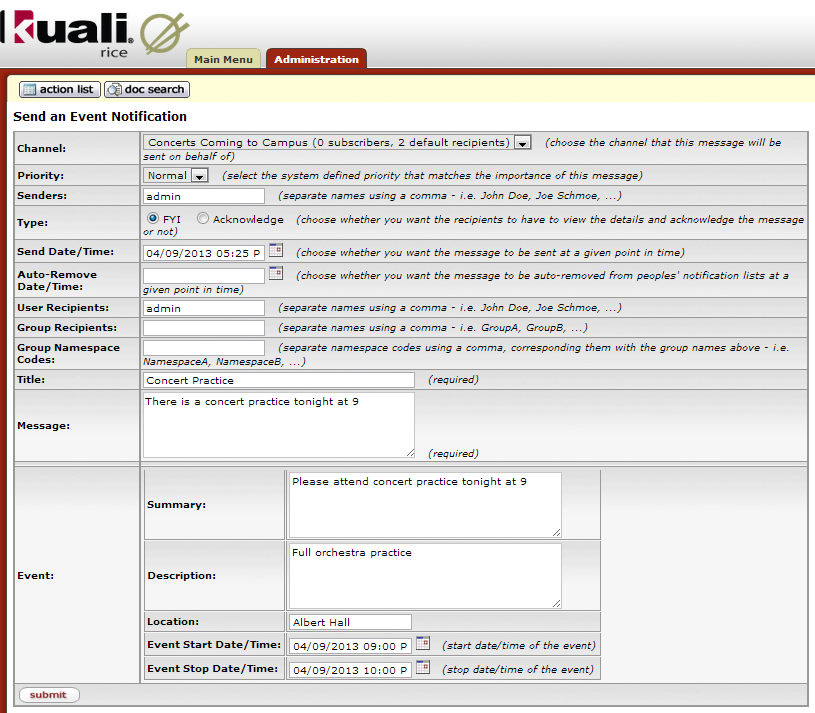 kuali.
rice
Main Menu Administration
action list doc search
Send an Event Notification
Channel: Concerts Coming to Campus (0 subscribers, 2 default recipients) (choose the channel that this message will be
sent on behalf of)
Priority: Normal (select the system defined priority that matches the importance of this message)
Senders: admin (separate names using a comma - i.e. John Doe, Joe Schmoe, ...)
Type: FYI Acknowledge (choose whether you want the recipients to have to view the details and acknowledge the message
or not)
Send Date/Time: 04/09/2013 05:25 P (choose whether you want the message to be sent at a given point in time)
Auto-Remove
Date/Time: (choose whether you want the message to be auto-removed from peoples' notification lists at a
given point in time)
User Recipients: admin (separate names using a comma - i.e. John Doe, Joe Schmoe, ...)
Group Recipients: (separate names using a comma - i.e. GroupA, GroupB, ...)
Group Namespace
Codes: (separate namespace codes using a comma, corresponding them with the group names above - i.e.
NamespaceA, NamespaceB, ...)
Title: Concert Practice (required)
Message: There is a concert practice tonight at 9
(required)
Event:
Summary: Please attend concert practice tonight at 9
Description: Full orchestra practice
Location: Albert Hall
Event Start Date/Time: 04/09/2013 09:00 P (start date/time of the event)
Event Stop Date/Time: 04/09/2013 10:00 P (stop date/time of the event)
submit